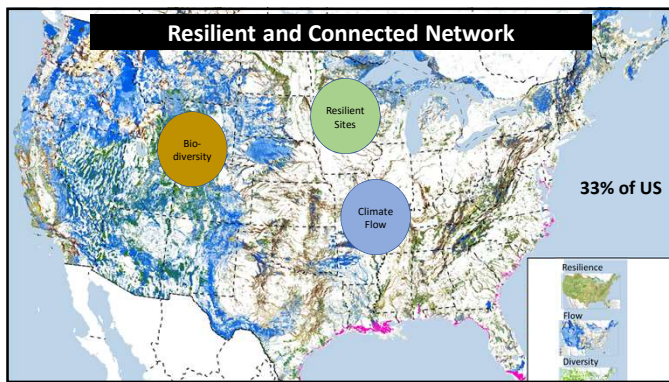 Resilient and Connected Network
Resilient
Sites
Bio-
diversity
33% of US
Climate
Flow
Resilience
Flow
Diversity